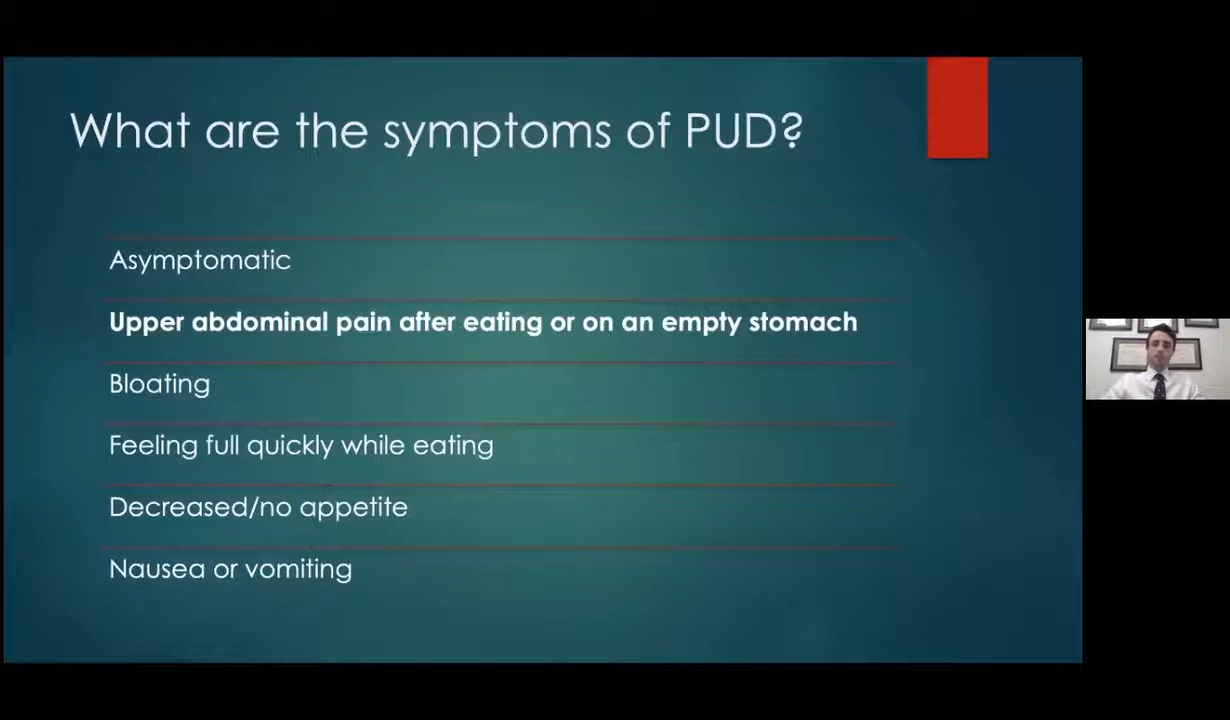 What are the symptoms of PUD?
Asymptomatic
Upper abdominal pain after eating or on an empty stomach
Bloating
Feeling full quickly while eating
Decreased/no appetite
Nausea or vomiting